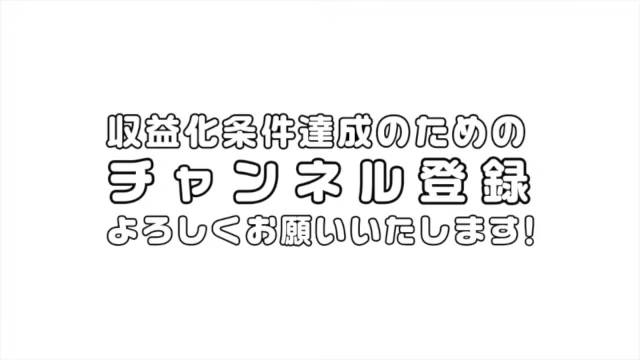 収益化条件達成のための
チャンネル登録
よろしくお願いいたします!